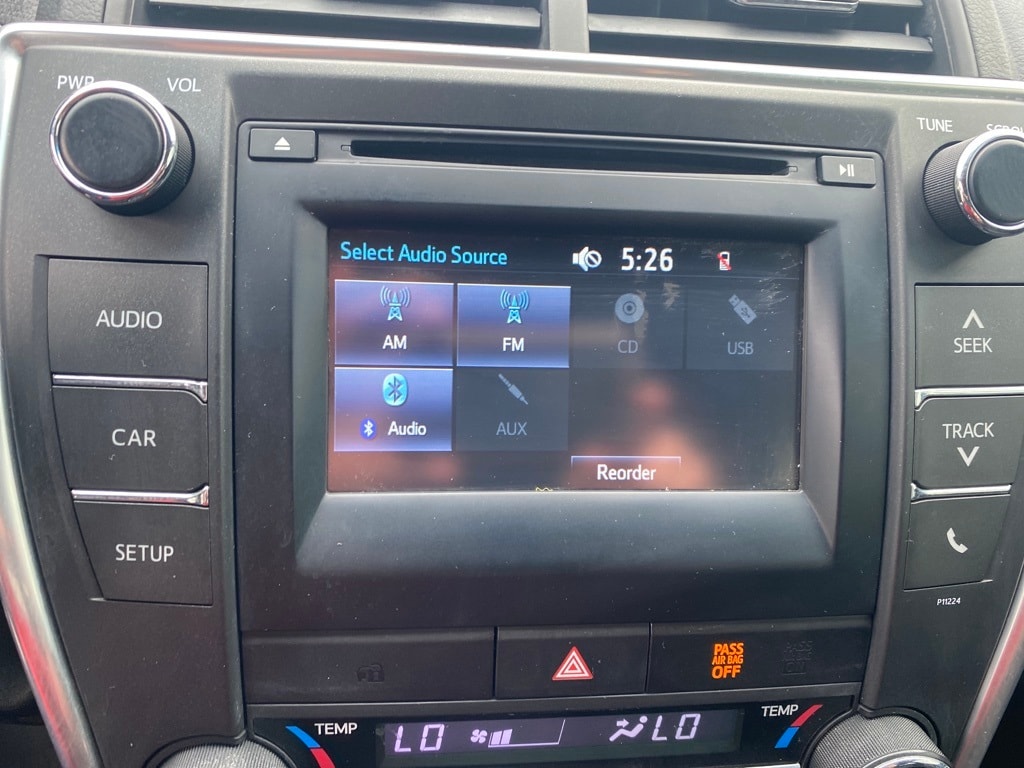 PWR VOL
TUNE
Select Audio Source 5:26
AUDIO
AM FM CD USB
SEEK
CAR
Audio AUX
TRACK
Reorder
SETUP
P11224
PASS
AIR BAG
OFF
TEMP LO LO TEMP